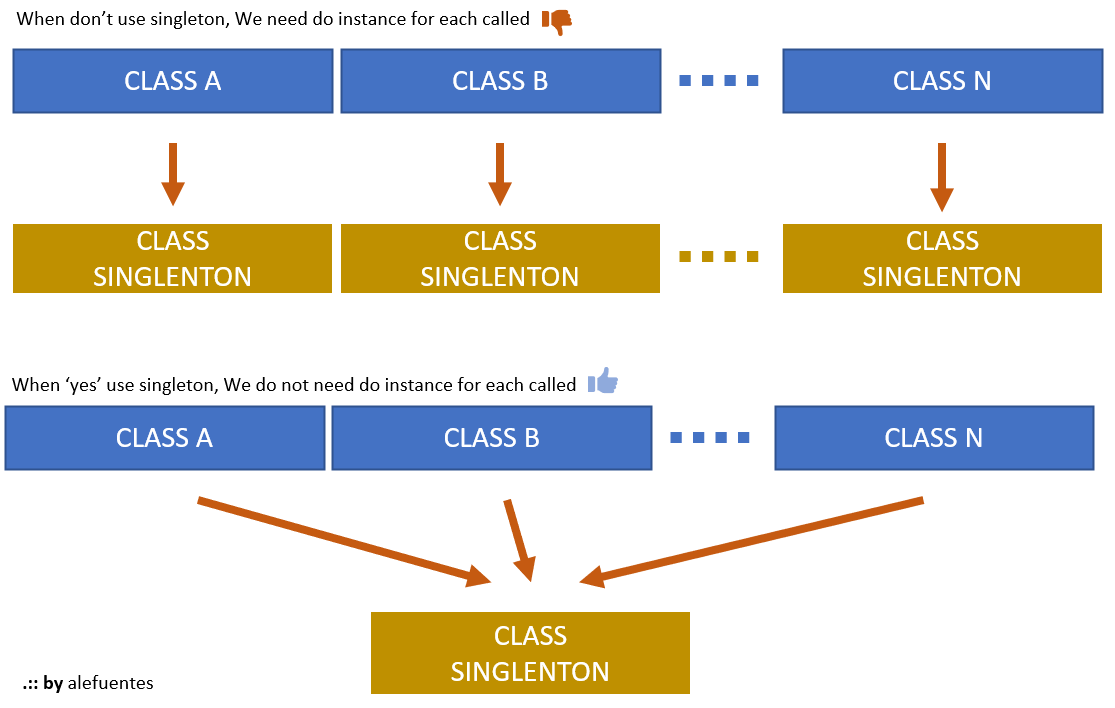 When don’t use singleton, We need do instance for each called
CLASS A
CLASS B
CLASS N
CLASS
SINGLENTON
CLASS
SINGLENTON
CLASS
SINGLENTON
When ‘yes’ use singleton, We do not need do instance for each called
CLASS A
CLASS B
CLASS N
CLASS
SINGLENTON
.:: by alefuentes